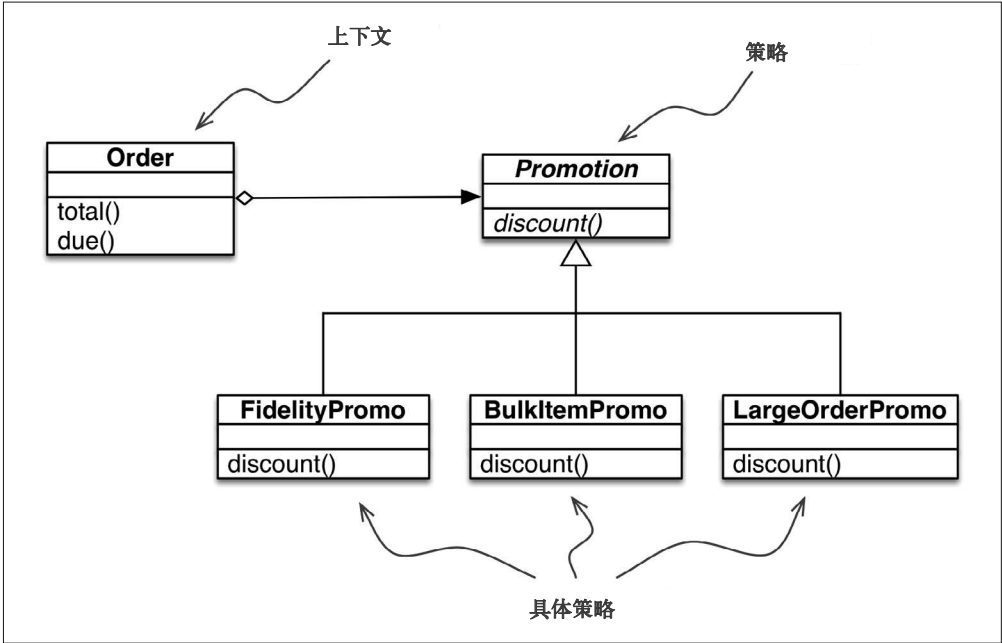 上下文
策略
Order
total()
due()
Promotion
discount()
FidelityPromo
discount()
BulkItemPromo
discount()
LargeOrderPromo
discount()
具体策略